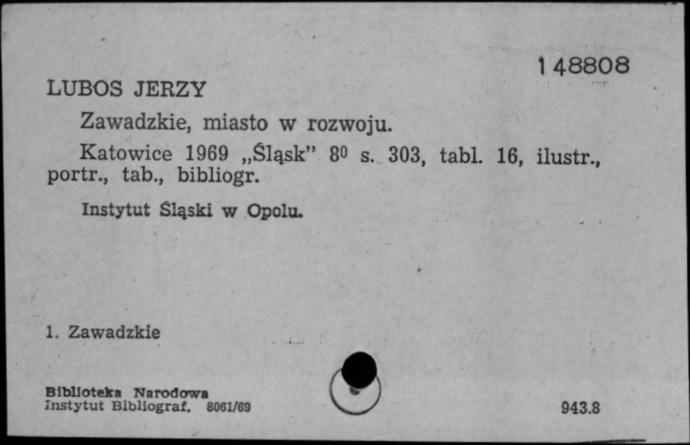 148808
LUBOS JERZY
Zawadzkie, miasto w rozwoju.
Katowice 1969 „Śląsk” 8⁰ s. 303, tabl. 16, ilustr.,
portr., tab., bibliogr.
Instytut Śląski w Opolu.
1. Zawadzkie
Biblioteka Narodowa
Instytut Bibliograf. 8061/69
943.8